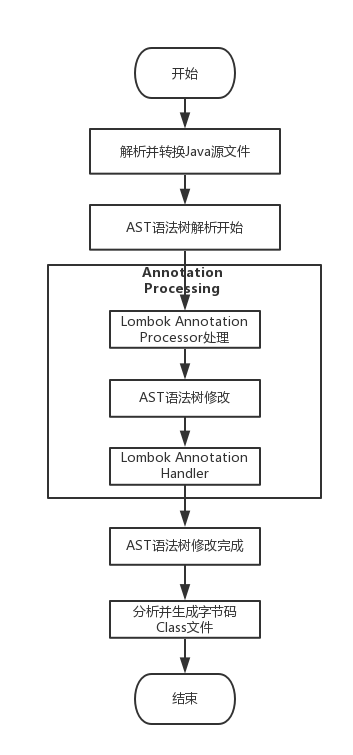 开始
解析并转换Java源文件
AST语法树解析开始
Annotation
Processing
Lombok Annotation
Processor处理
AST语法树修改
Lombok Annotation
Handler
AST语法树修改完成
分析并生成字节码
Class文件
结束